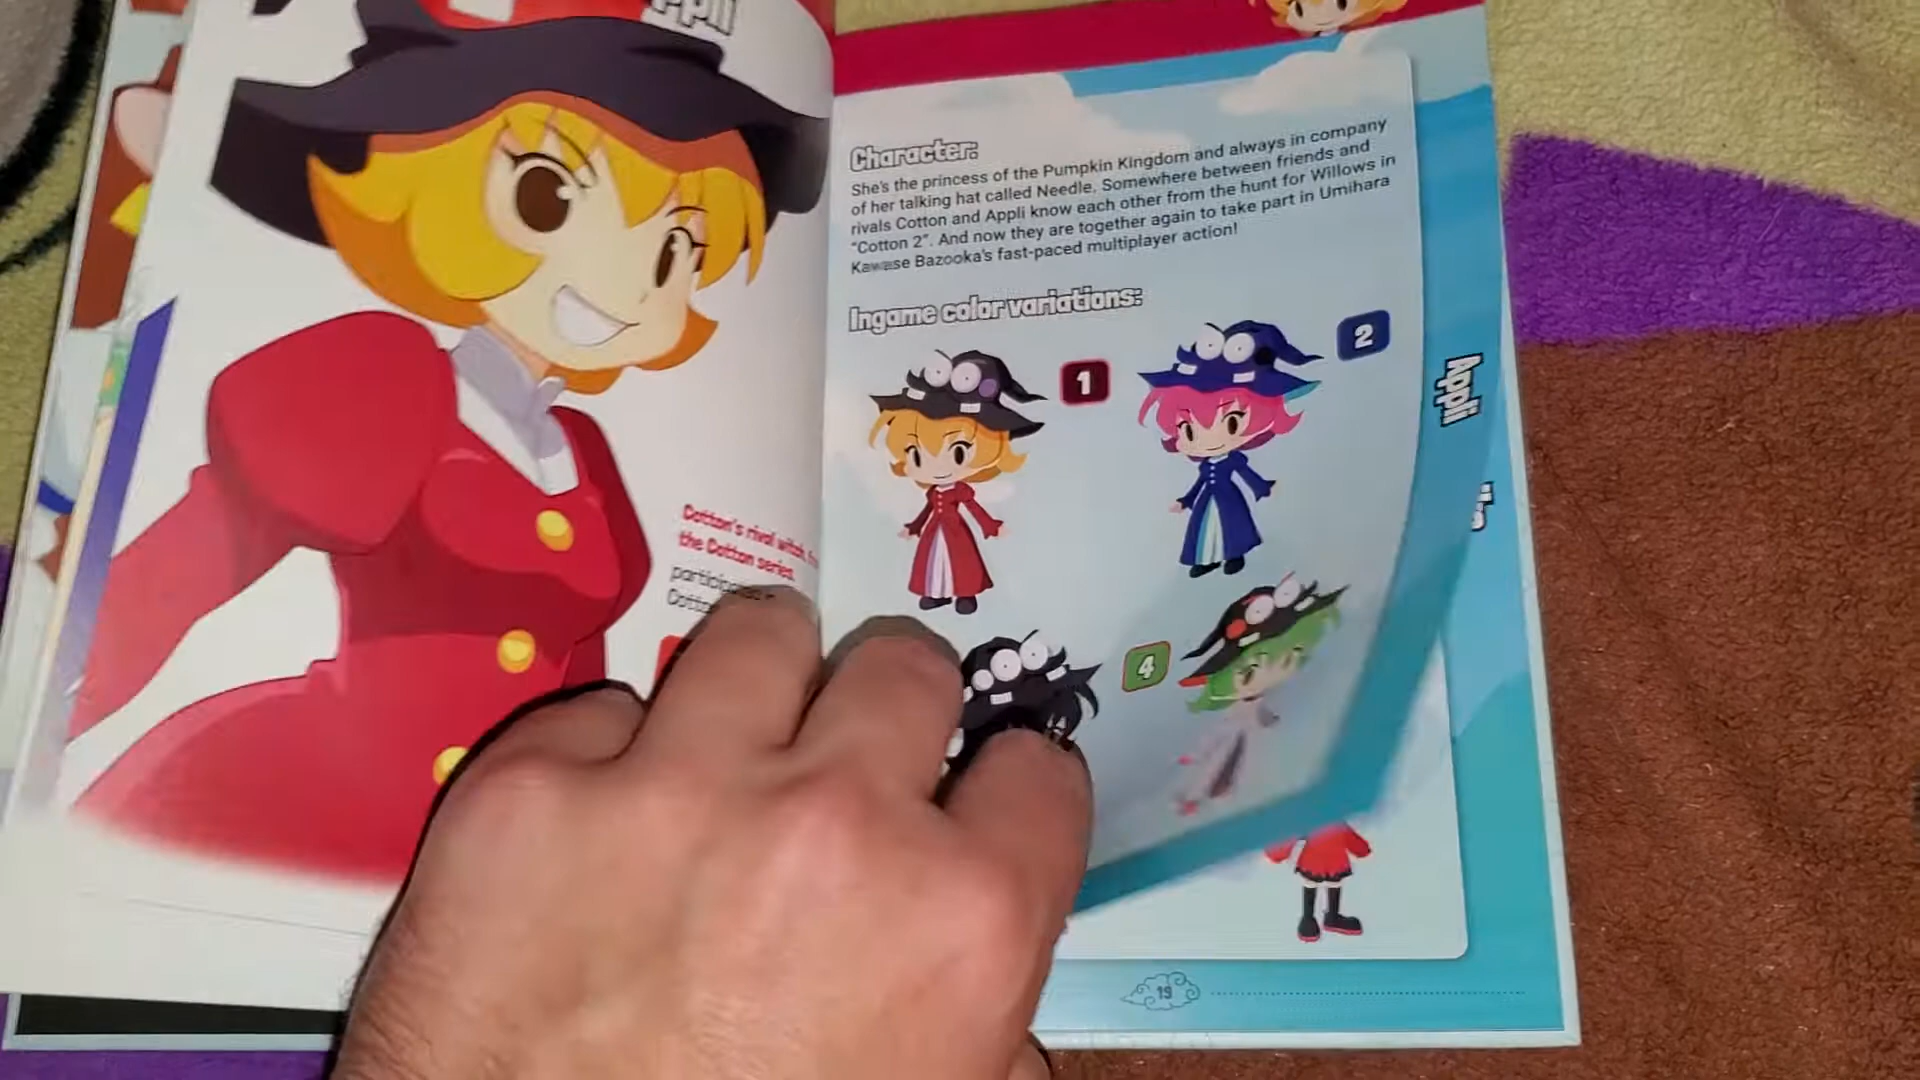 Cotton's rival witch,
the Cotton series.
Character:
She's the princess of the Pumpkin Kingdom and always in company
of her talking hat called Needle. Somewhere between friends and
rivals Cotton and Appli know each other from the hunt for Willows in
"Cotton 2". And now they are together again to take part in Umihara
Kawase Bazooka's fast-paced multiplayer action!
Ingame color variations:
1
2
4
Appli
19